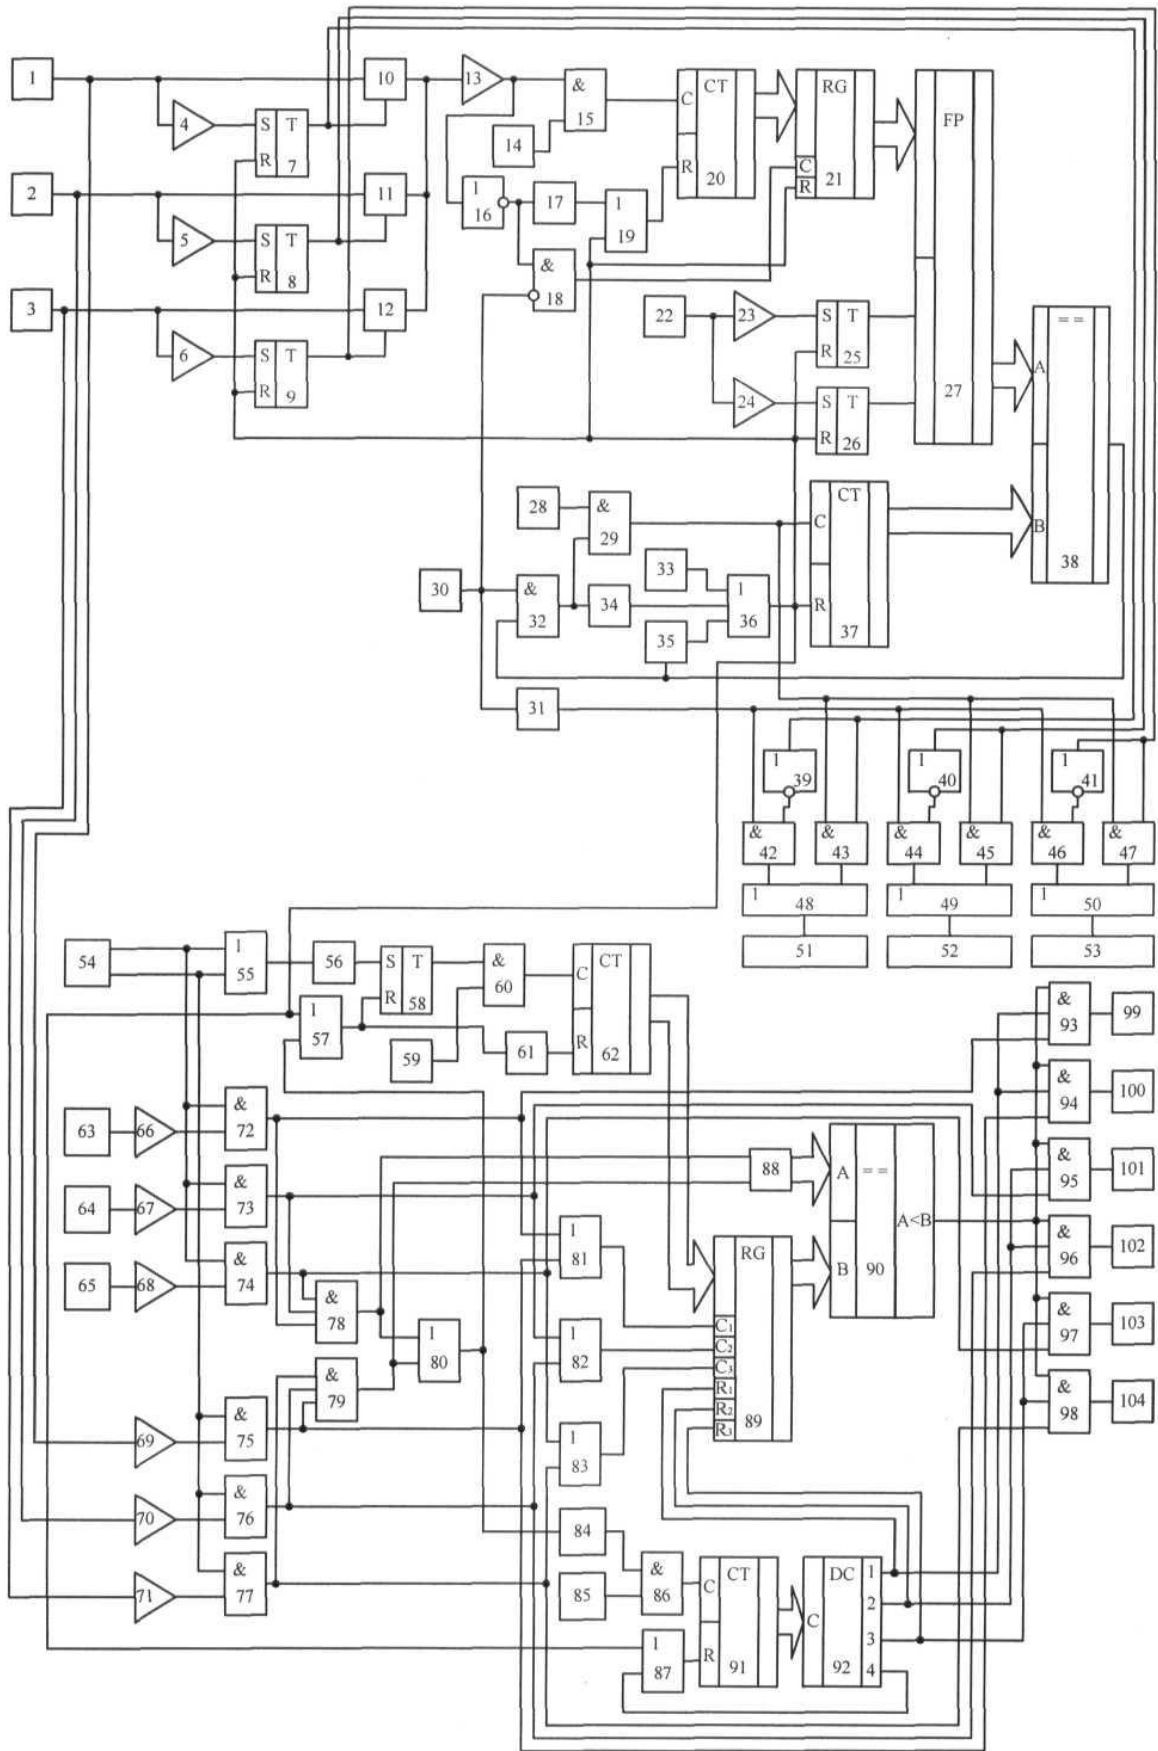 1 10 13 & 15 CT C R 20 RG C R 21 FP 27
4 S T R 7
14
2 11 1 16 17 1 19
5 S T R 8
& 18
3 12 22 23 S T R 25
6 S T R 9
24 S T R 26
== A B 38
28 & 29 CT C R 37
30 & 32 33 34 1 36
35
31
1 39 1 40 1 41
& 42 & 43 & 44 & 45 & 46 & 47
1 48 1 49 1 50
51 52 53
54 1 55 56 S T R 58 & 60 CT C R 62
1 57 59 61
& 93 99
& 94 100
63 66 & 72
64 67 & 73 88 A == B A<B 90
& 95 101
65 68 & 74
& 78 1 80
1 81 RG C1 C2 C3 R1 R2 R3 89
& 96 102
& 97 103
& 79 1 82
& 98 104
69 & 75 1 83
70 & 76 84
71 & 77 85 & 86 CT C R 91 DC C 92 1 2 3 4
1 87